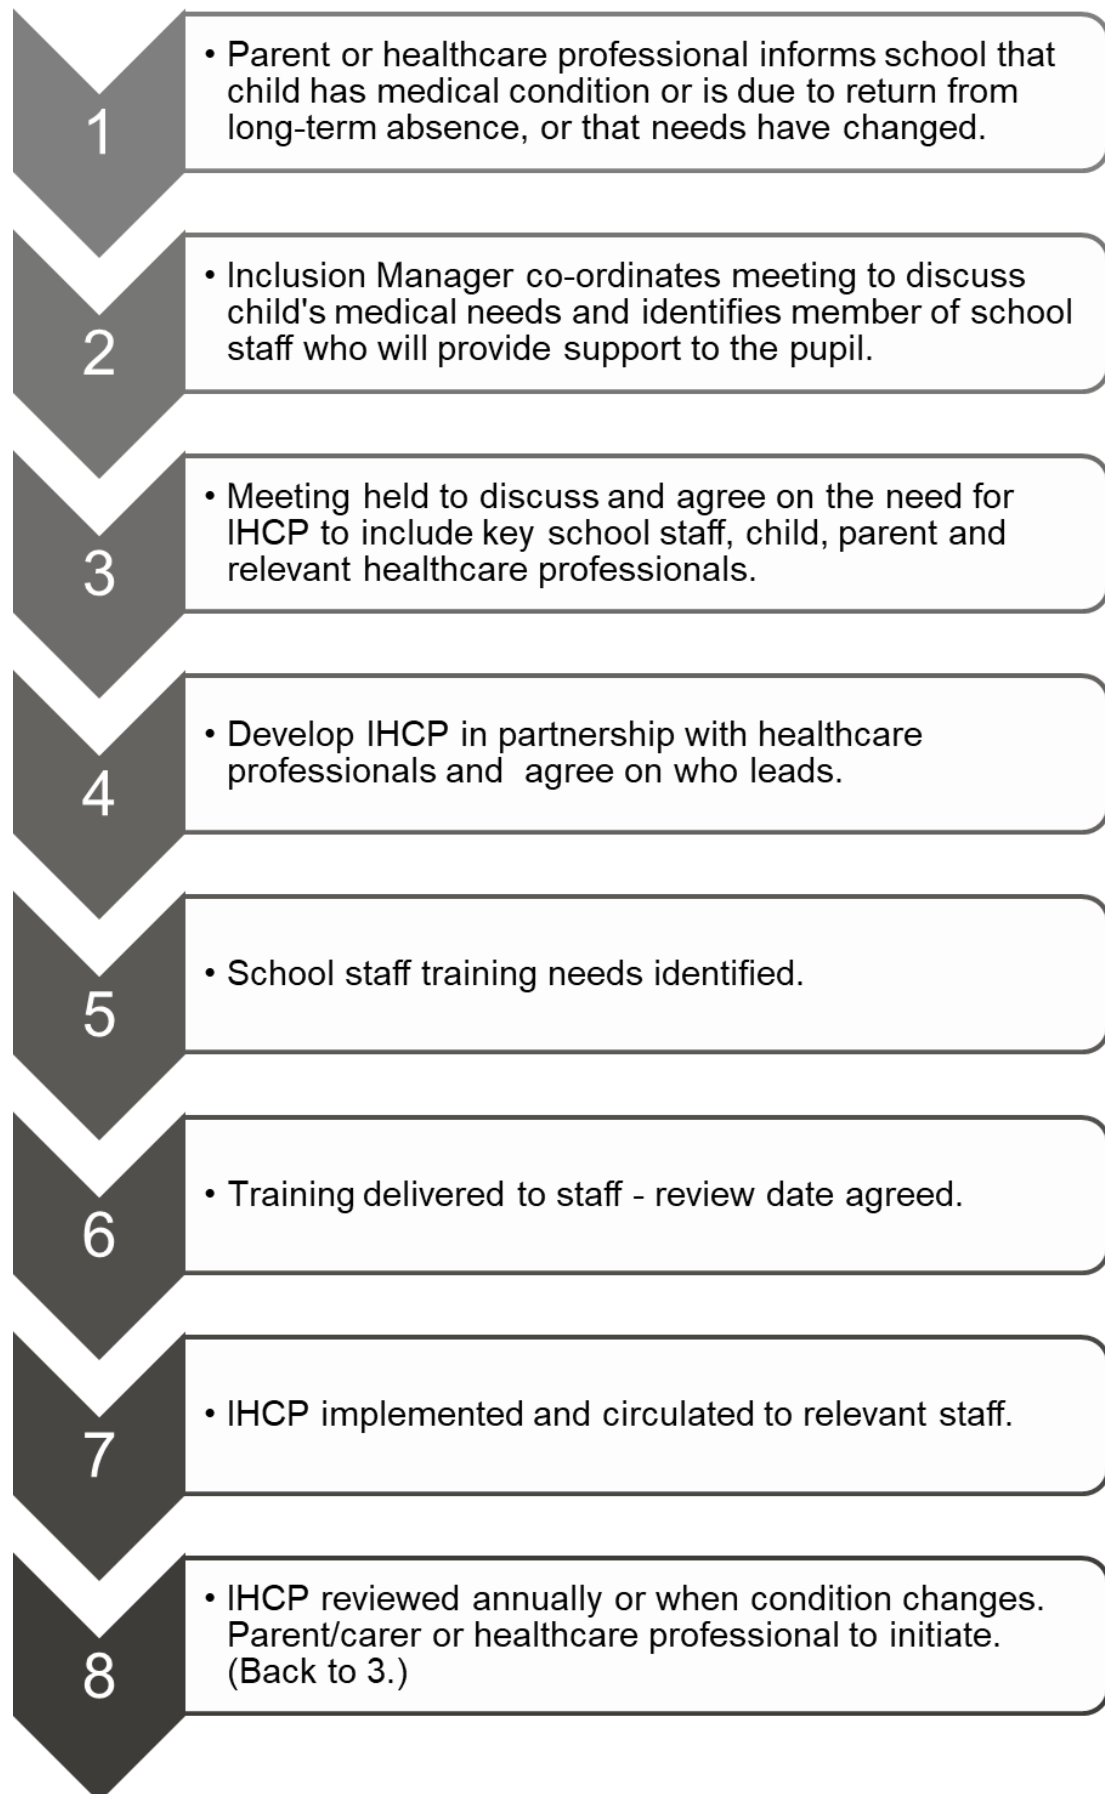 1
• Parent or healthcare professional informs school that
child has medical condition or is due to return from
long-term absence, or that needs have changed.
2
• Inclusion Manager co-ordinates meeting to discuss
child's medical needs and identifies member of school
staff who will provide support to the pupil.
3
• Meeting held to discuss and agree on the need for
IHCP to include key school staff, child, parent and
relevant healthcare professionals.
4
• Develop IHCP in partnership with healthcare
professionals and  agree on who leads.
5
• School staff training needs identified.
6
• Training delivered to staff - review date agreed.
7
• IHCP implemented and circulated to relevant staff.
8
• IHCP reviewed annually or when condition changes.
Parent/carer or healthcare professional to initiate.
(Back to 3.)